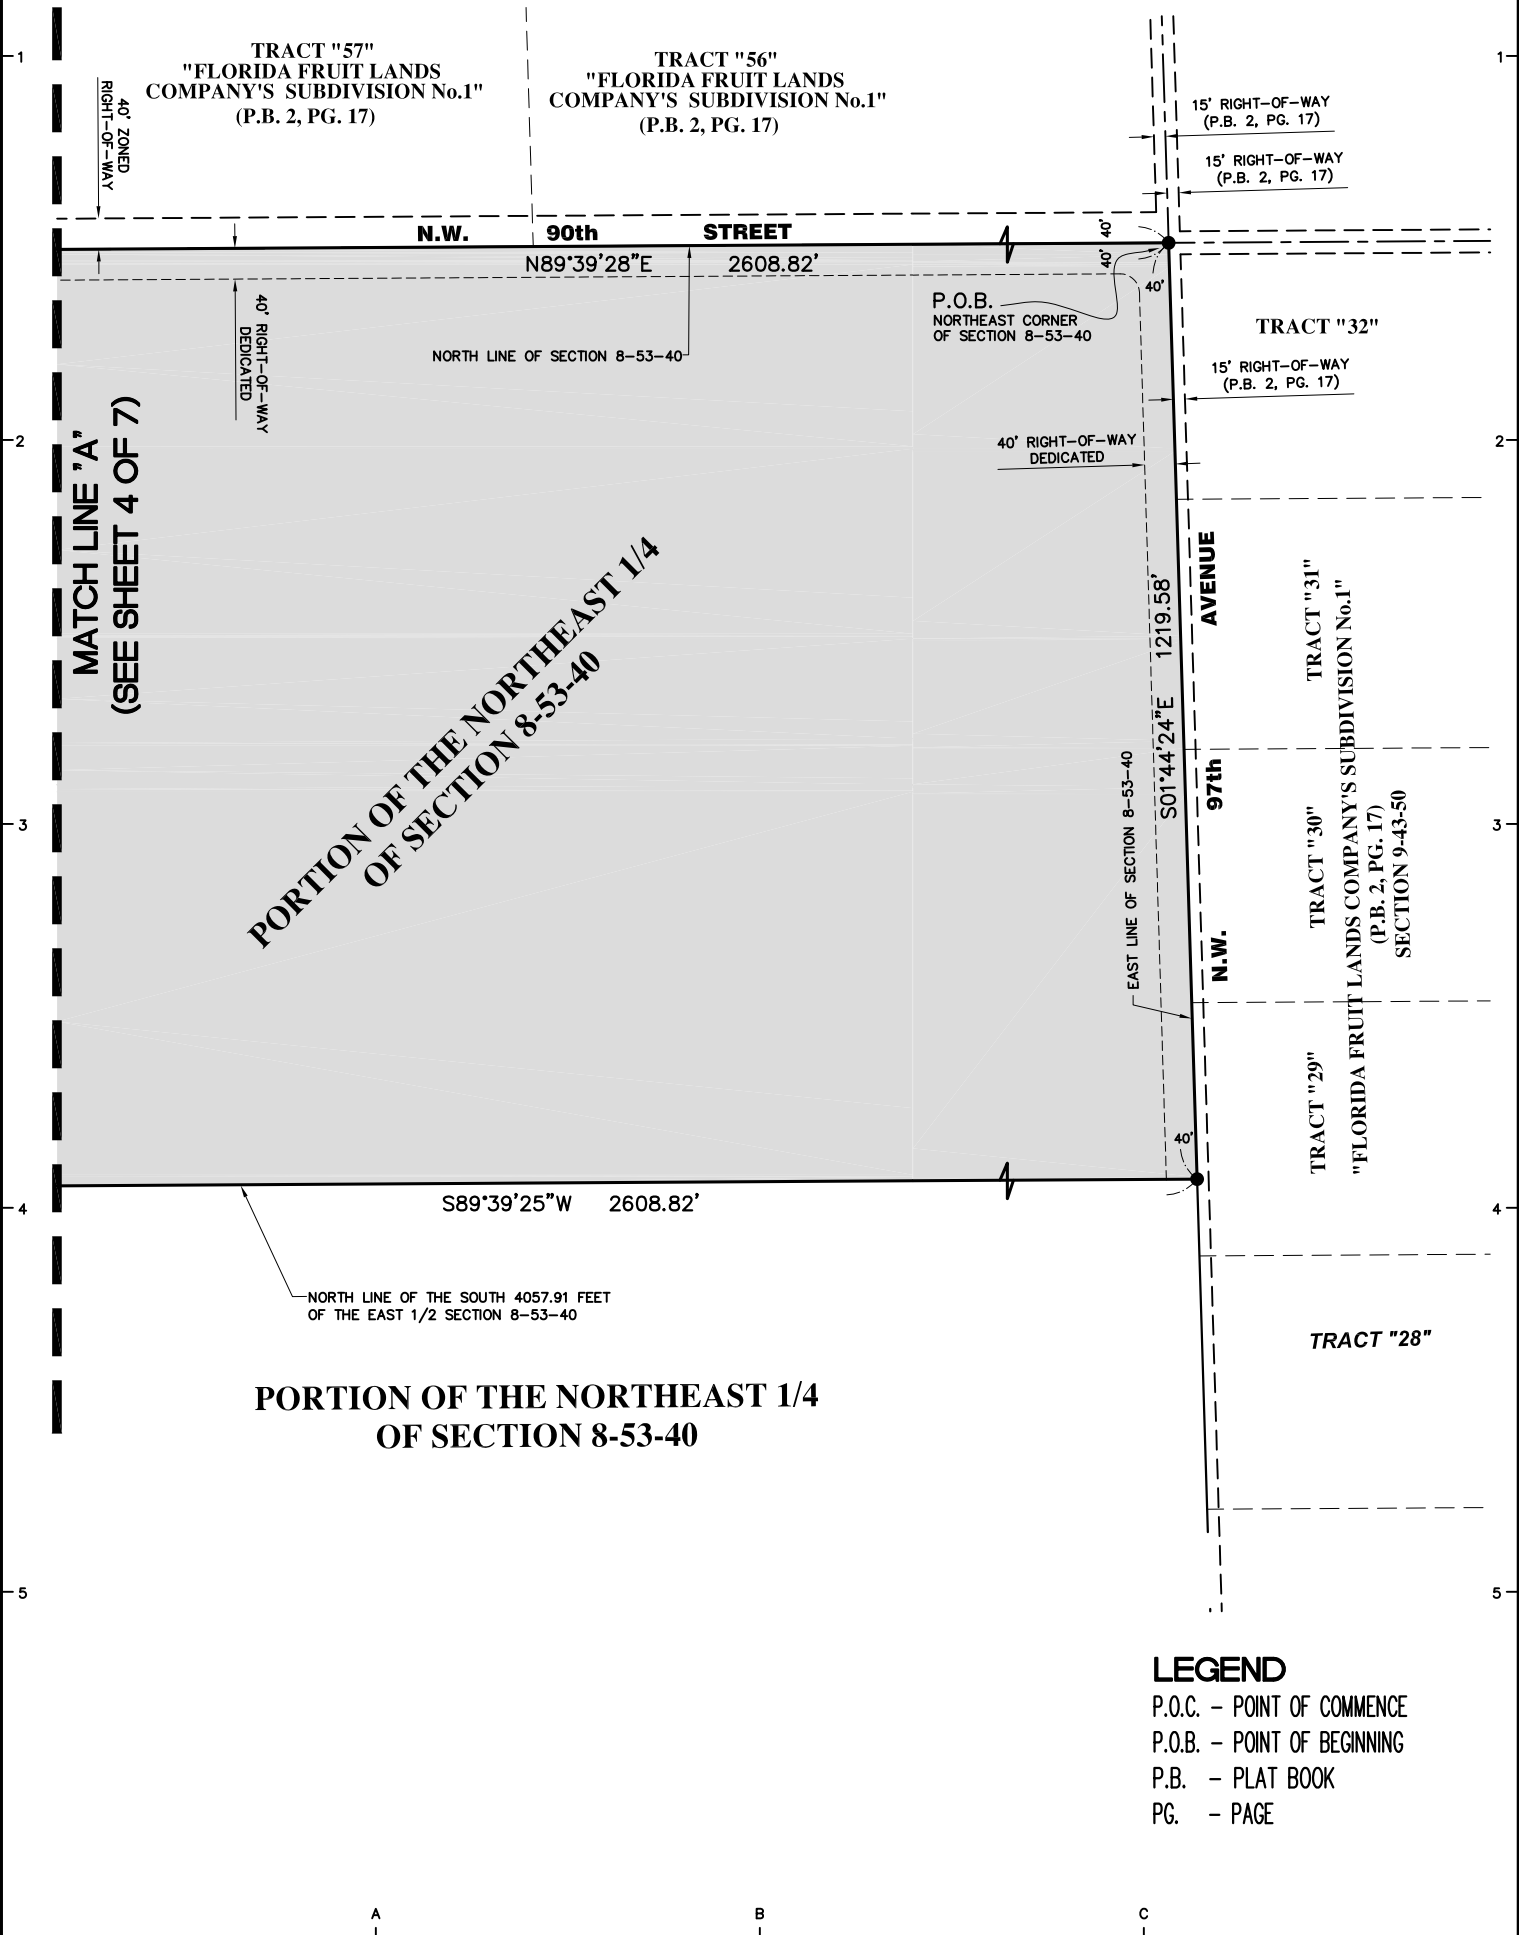 1
1
TRACT "57"
"FLORIDA FRUIT LANDS
COMPANY'S SUBDIVISION No.1"
(P.B. 2, PG. 17)
TRACT "56"
"FLORIDA FRUIT LANDS
COMPANY'S SUBDIVISION No.1"
(P.B. 2, PG. 17)
40' ZONED
RIGHT-OF-WAY
15' RIGHT-OF-WAY
(P.B. 2, PG. 17)
15' RIGHT-OF-WAY
(P.B. 2, PG. 17)
N.W. 90th STREET
N89°39'28"E 2608.82'
40'
40'
40'
P.O.B.
NORTHEAST CORNER
OF SECTION 8-53-40
40' RIGHT-OF-WAY
DEDICATED
NORTH LINE OF SECTION 8-53-40
TRACT "32"
15' RIGHT-OF-WAY
(P.B. 2, PG. 17)
2
2
MATCH LINE "A"
(SEE SHEET 4 OF 7)
40' RIGHT-OF-WAY
DEDICATED
PORTION OF THE NORTHEAST 1/4
OF SECTION 8-53-40
S01°44'24"E 1219.58'
N.W. 97th AVENUE
EAST LINE OF SECTION 8-53-40
TRACT "31"
TRACT "30"
TRACT "29"
"FLORIDA FRUIT LANDS COMPANY'S SUBDIVISION No.1"
(P.B. 2, PG. 17)
SECTION 9-43-50
3
3
40'
4
4
S89°39'25"W 2608.82'
NORTH LINE OF THE SOUTH 4057.91 FEET
OF THE EAST 1/2 SECTION 8-53-40
TRACT "28"
PORTION OF THE NORTHEAST 1/4
OF SECTION 8-53-40
5
5
LEGEND
P.O.C. - POINT OF COMMENCE
P.O.B. - POINT OF BEGINNING
P.B. - PLAT BOOK
PG. - PAGE
A
B
C